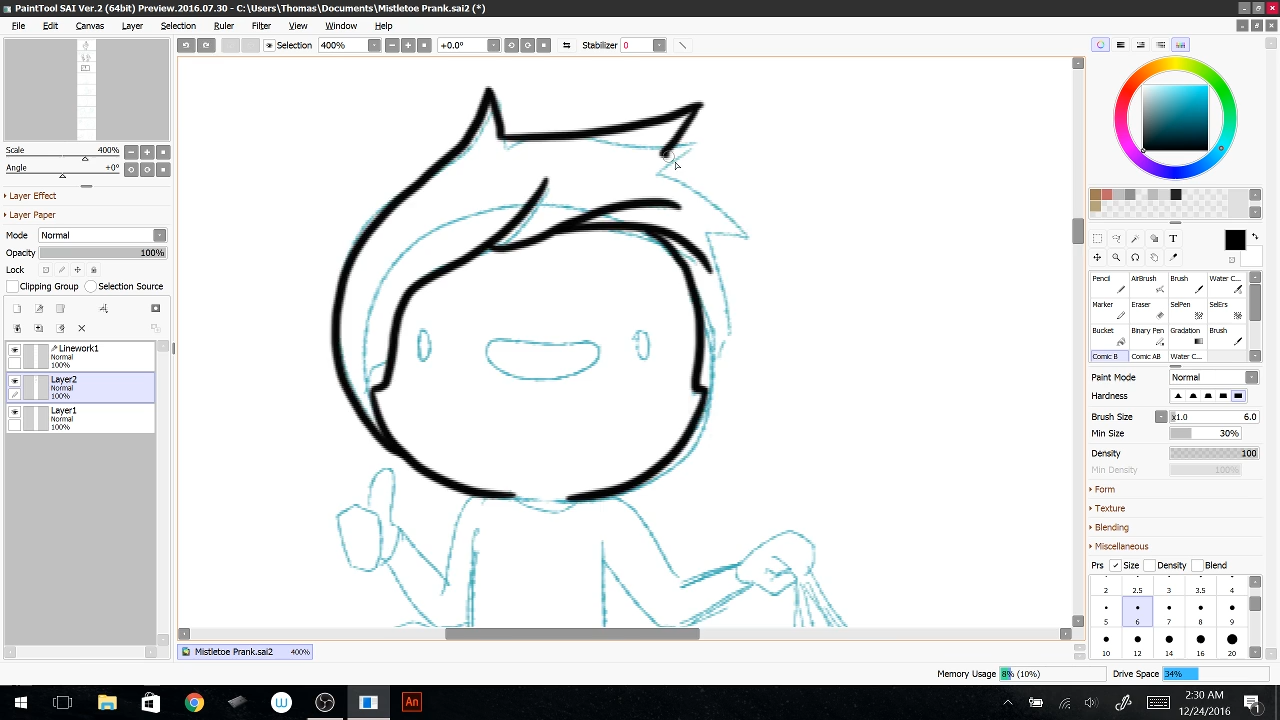 PaintTool SAI Ver.2 (64bit) Preview.2016.07.30 - C:\Users\Thomas\Documents\Mistletoe Prank.sai2 (*)
File Edit Canvas Layer Selection Ruler Filter View Window Help
Selection 400% +0.0° Stabilizer 0
Scale 400%
Angle +0°
Layer Effect
Layer Paper
Mode Normal
Opacity 100%
Lock
Clipping Group Selection Source
Linework1
Normal
100%
Layer2
Normal
100%
Layer1
Normal
100%
T
Pencil AirBrush Brush Water C...
Marker Eraser SelPen SelErs
Bucket Binary Pen Gradation Brush
Comic B Comic AB Water C...
Paint Mode Normal
Hardness
Brush Size x1.0 6.0
Min Size 30%
Density 100
Min Density 100%
Form
Texture
Blending
Miscellaneous
Prs Size Density Blend
2 2.5 3 3.5 4
5 6 7 8 9
10 12 14 16 20
Mistletoe Prank.sai2 400%
Memory Usage 8% (10%) Drive Space 34%
W An
2:30 AM
12/24/2016
1